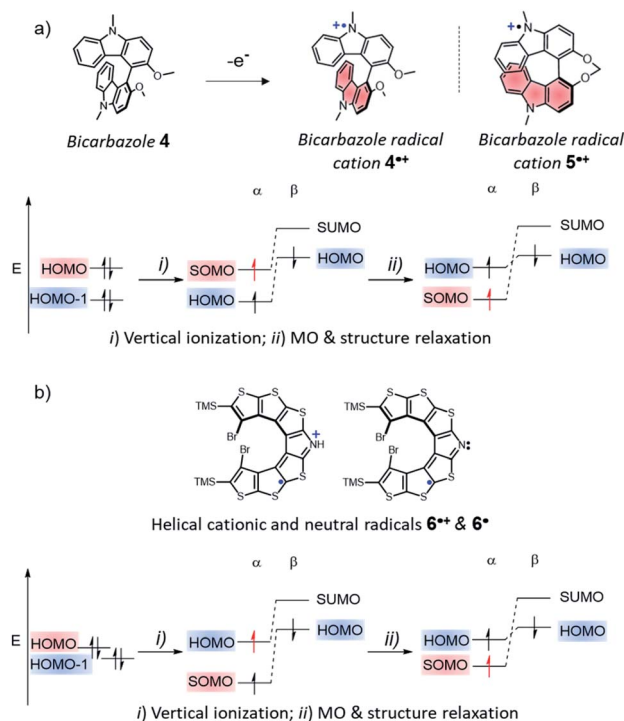 a)
N
O
O
N
-e-
+•
N
O
O
N
+•
N
O
O
N
Bicarbazole 4
Bicarbazole radical
cation 4•+
Bicarbazole radical
cation 5•+
α β α β
SUMO SUMO
E HOMO i) SOMO HOMO ii) HOMO HOMO
HOMO-1 HOMO SOMO
i) Vertical ionization; ii) MO & structure relaxation
b)
S S S S
TMS S TMS S
Br + Br
NH N:
Br Br
TMS S TMS S
S S • S S •
Helical cationic and neutral radicals 6•+ & 6•
α β α β
SUMO SUMO
E HOMO i) HOMO HOMO ii) HOMO HOMO
HOMO-1 SOMO SOMO
i) Vertical ionization; ii) MO & structure relaxation